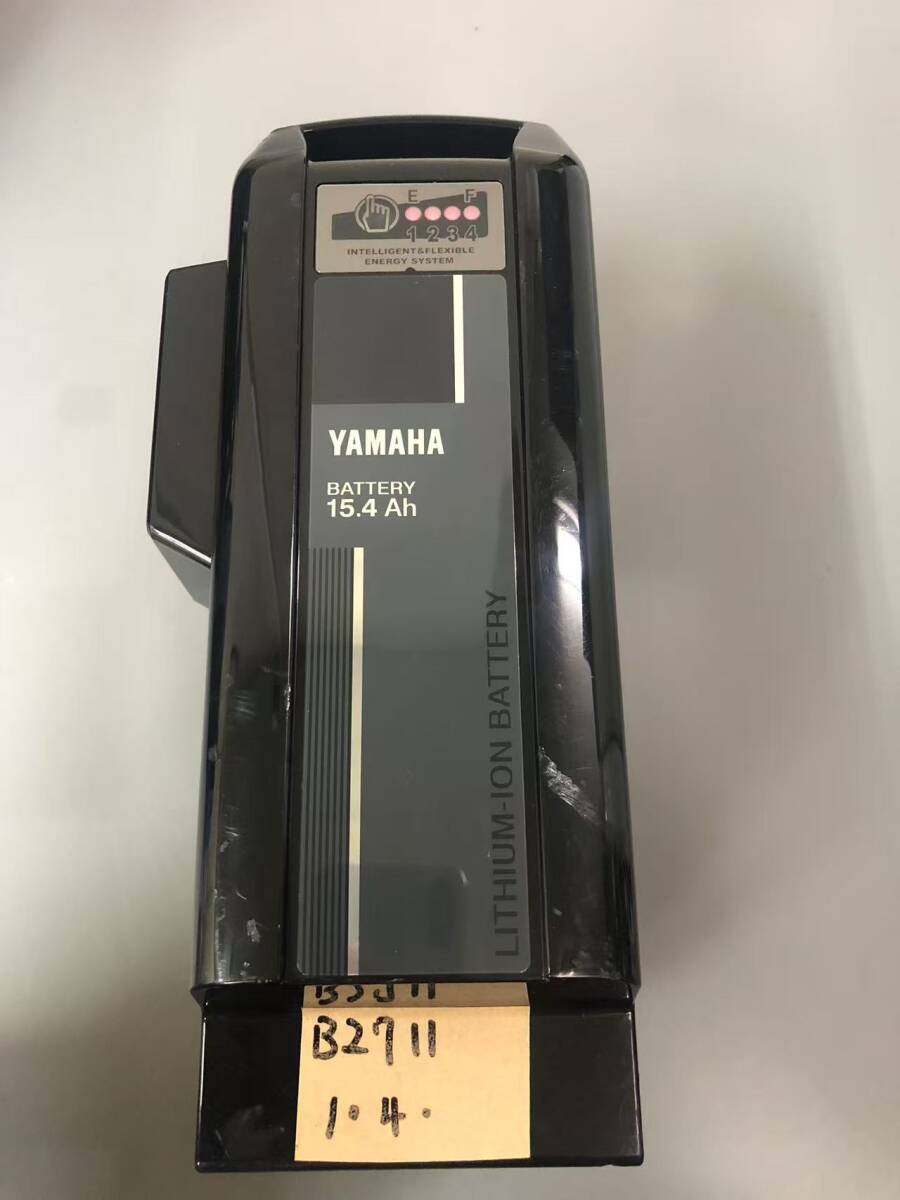 E F
1 2 3 4
INTELLIGENT&FLEXIBLE
ENERGY SYSTEM
YAMAHA
BATTERY
15.4 Ah
LITHIUM-ION BATTERY
B2711
1.4.